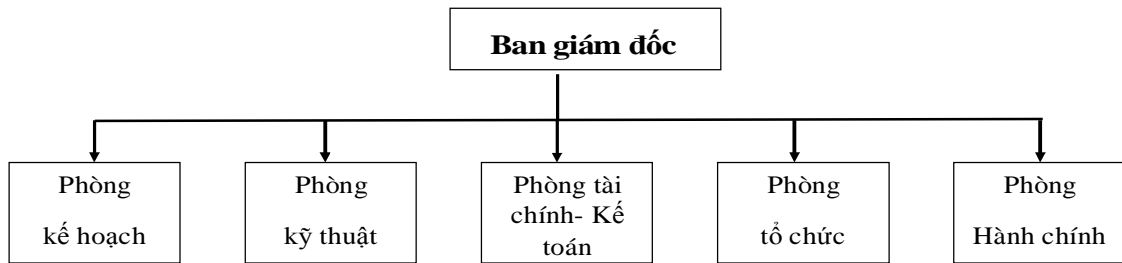 Ban giám đốc
Phòng
kế hoạch
Phòng
kỹ thuật
Phòng tài
chính- Kế
toán
Phòng
tổ chức
Phòng
Hành chính